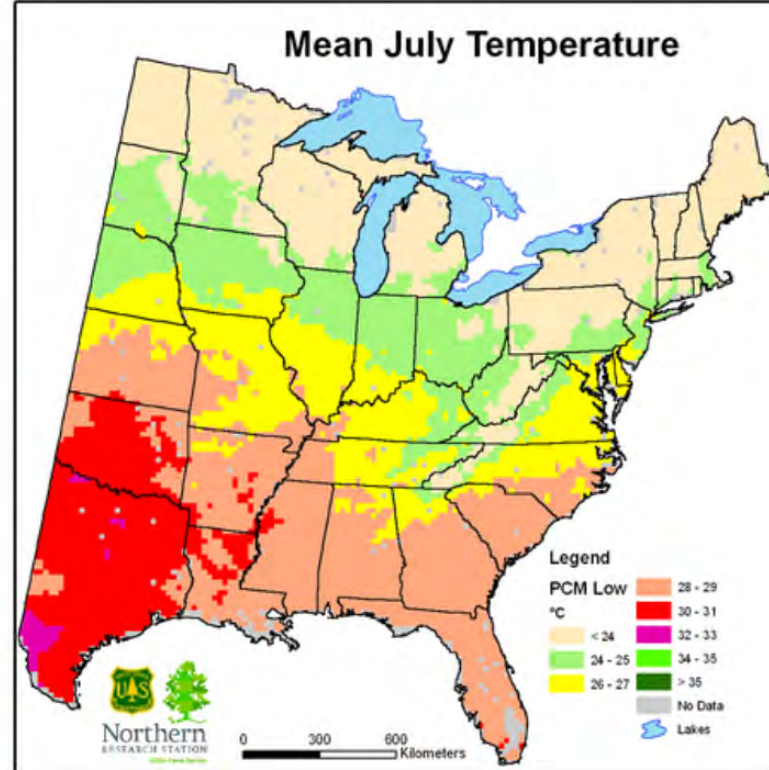 Mean July Temperature
Legend
PCM Low
°C
< 24
24 - 25
26 - 27
28 - 29
30 - 31
32 - 33
34 - 35
> 35
No Data
Lakes
U S
Northern
RESEARCH STATION
0 300 600
Kilometers